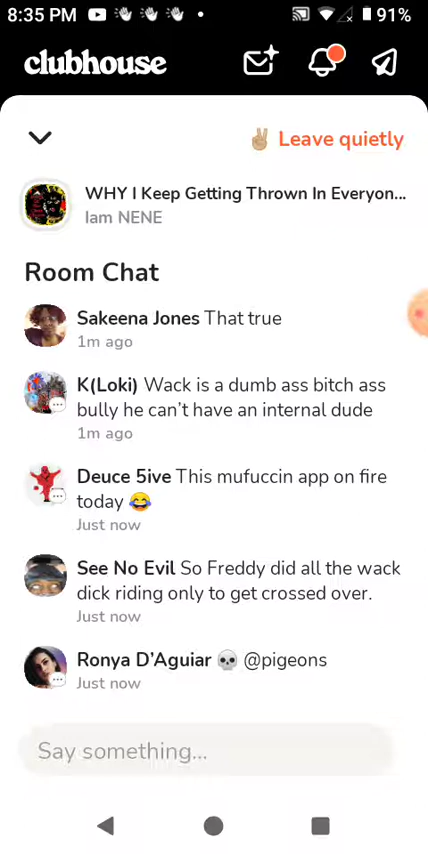 8:35 PM 91%
clubhouse
Leave quietly
WHY I Keep Getting Thrown In Everyon...
Iam NENE
Room Chat
Sakeena Jones That true
1m ago
K(Loki) Wack is a dumb ass bitch ass
bully he can't have an internal dude
1m ago
Deuce 5ive This mufuccin app on fire
today 😂
Just now
See No Evil So Freddy did all the wack
dick riding only to get crossed over.
Just now
Ronya D'Aguiar 💀 @pigeons
Just now
Say something...